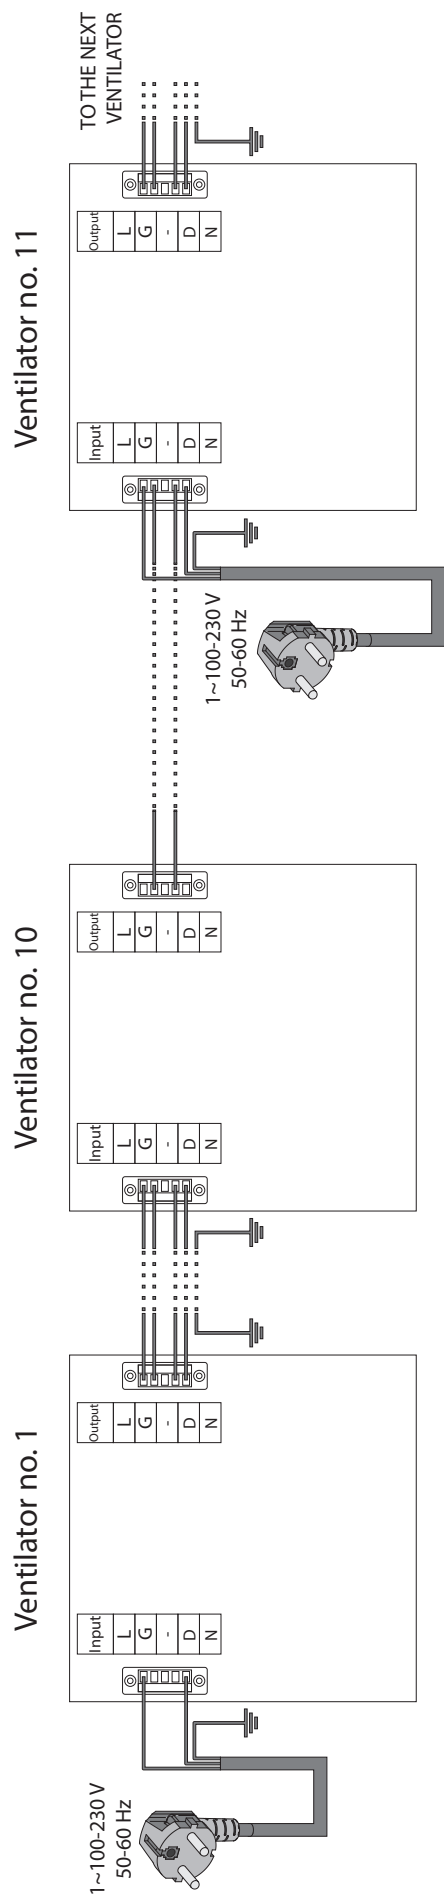 Ventilator no. 1
Ventilator no. 10
Ventilator no. 11
1~100-230 V
50-60 Hz
Input
L
G
-
D
N
Output
L
G
-
D
N
Input
L
G
-
D
N
Output
L
G
-
D
N
1~100-230 V
50-60 Hz
Input
L
G
-
D
N
Output
L
G
-
D
N
TO THE NEXT
VENTILATOR